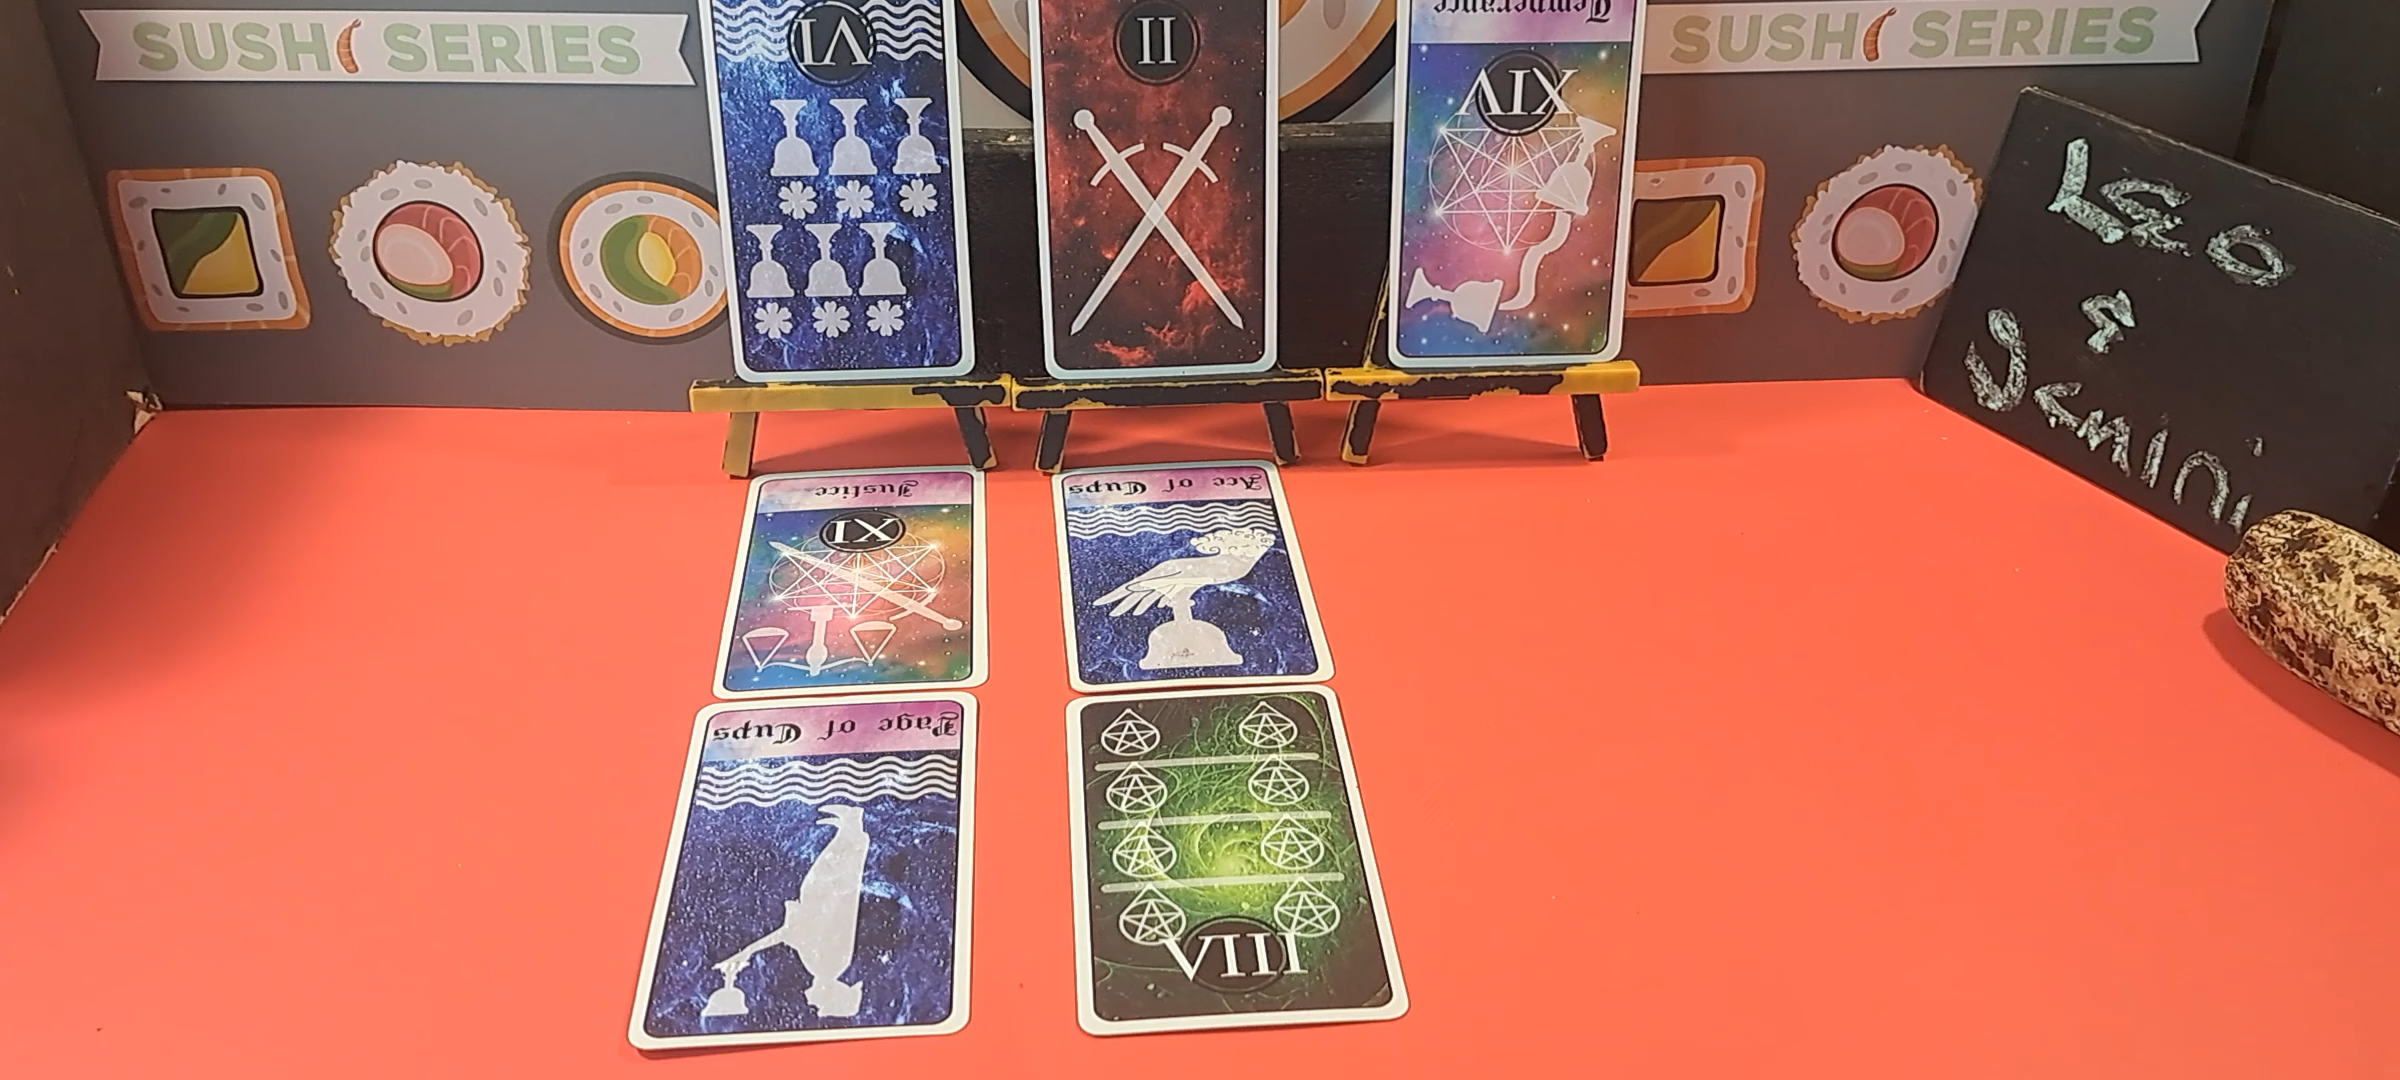 SUSHI SERIES
SUSHI SERIES
VI
II
Temperance
XIV
Leo
&
Gemini
Justice
XI
Ace of Cups
Page of Cups
VIII